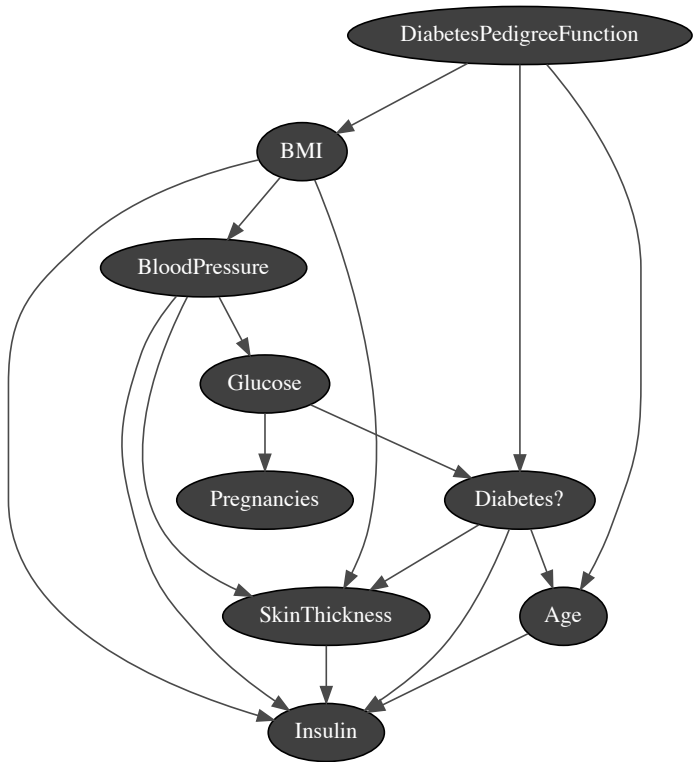 DiabetesPedigreeFunction
BMI
BloodPressure
Glucose
Pregnancies
Diabetes?
SkinThickness
Age
Insulin